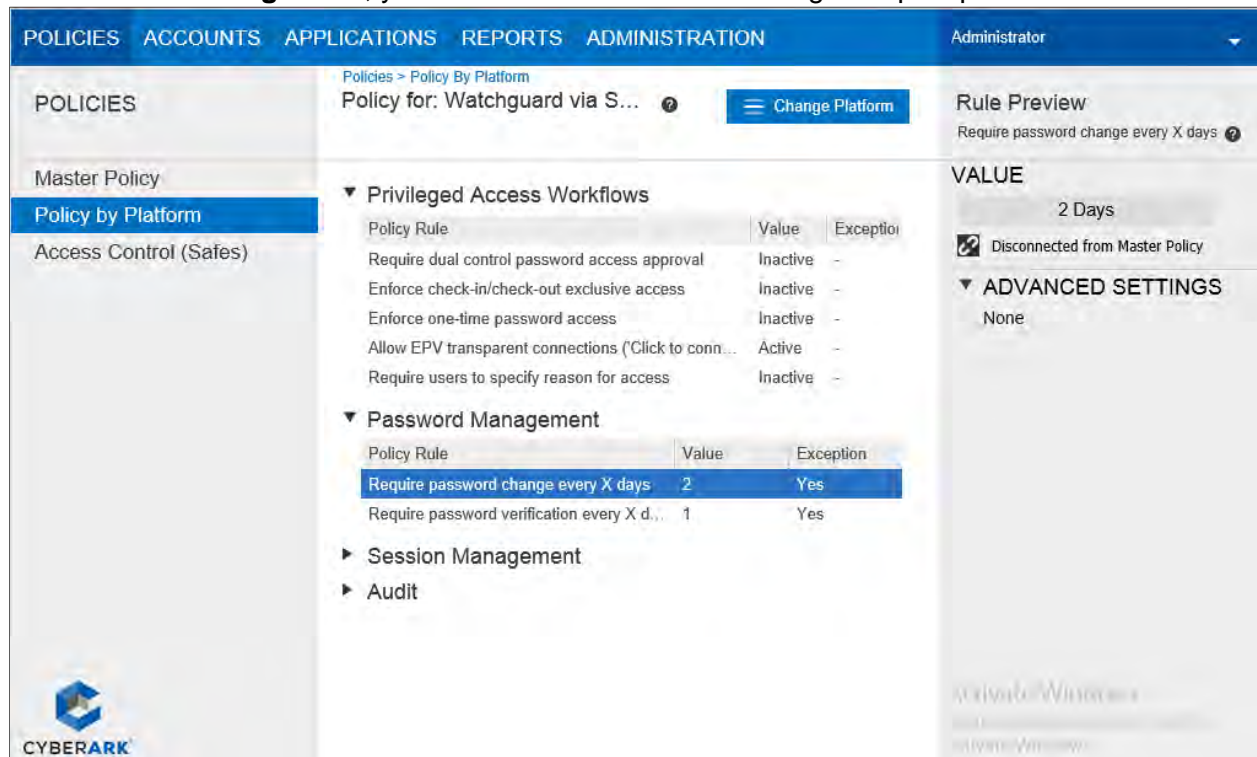 POLICIES ACCOUNTS APPLICATIONS REPORTS ADMINISTRATION Administrator
POLICIES
Master Policy
Policy by Platform
Access Control (Safes)
CYBERARK
Policies > Policy By Platform
Policy for: Watchguard via S...
Change Platform
Privileged Access Workflows
Policy Rule Value Exceptio
Require dual control password access approval Inactive -
Enforce check-in/check-out exclusive access Inactive -
Enforce one-time password access Inactive -
Allow EPV transparent connections ('Click to conn... Active -
Require users to specify reason for access Inactive -
Password Management
Policy Rule Value Exception
Require password change every X days 2 Yes
Require password verification every X d... 1 Yes
Session Management
Audit
Rule Preview
Require password change every X days
VALUE
2 Days
Disconnected from Master Policy
ADVANCED SETTINGS
None